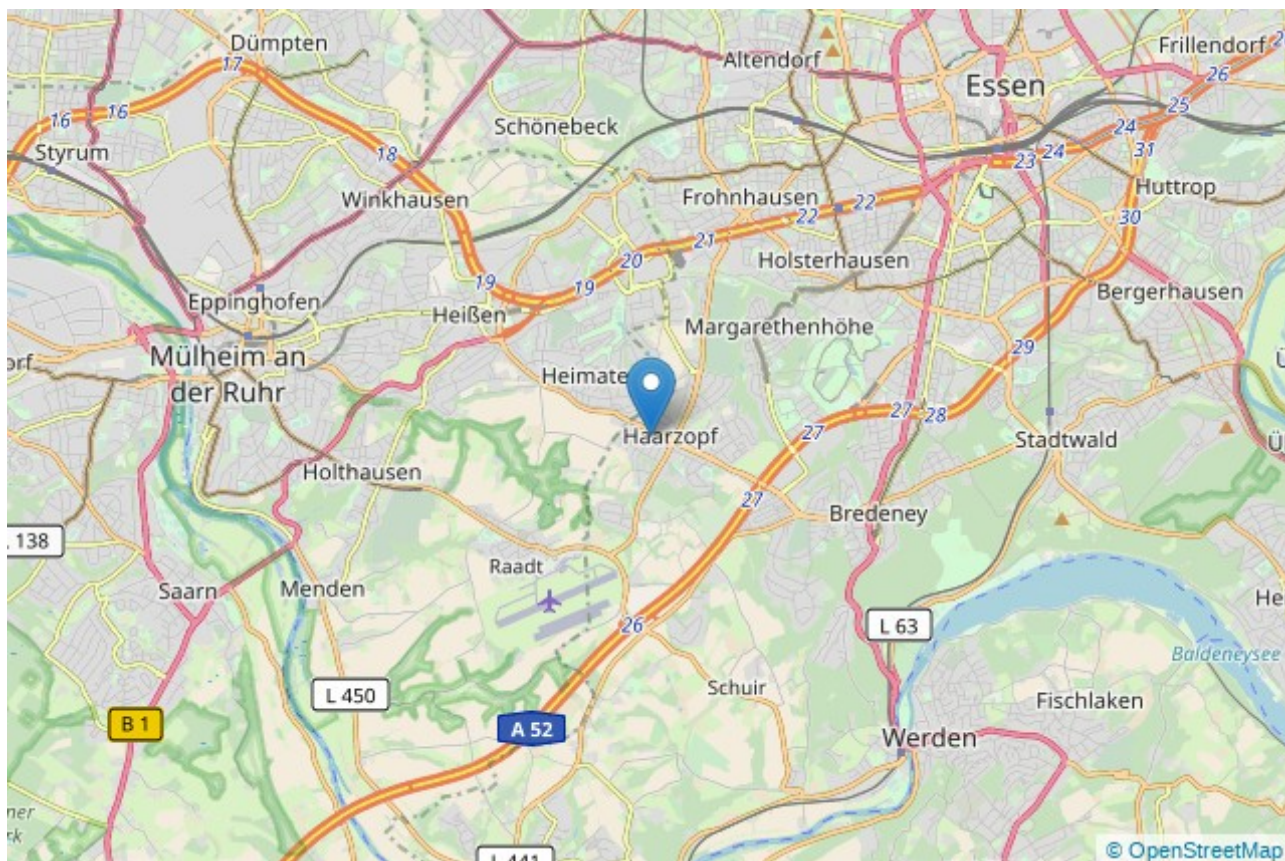 Dümpten
17
16
16
Styrum
18
Winkhausen
Schönebeck
Altendorf
Essen
Frillendorf
26
25
24
24
23
31
Huttrop
30
Frohnhausen
22
22
21
20
19
19
Holsterhausen
Bergerhausen
Eppinghofen
Heißen
Margarethenhöhe
29
Mülheim an
der Ruhr
Heimate
27
28
27
Haarzopf
Stadtwald
Holthausen
27
Bredeney
L 138
Raadt
Saarn
Menden
26
L 63
Baldeneysee
L 450
Schuir
Fischlaken
B 1
A 52
Werden
L 441
© OpenStreetMap